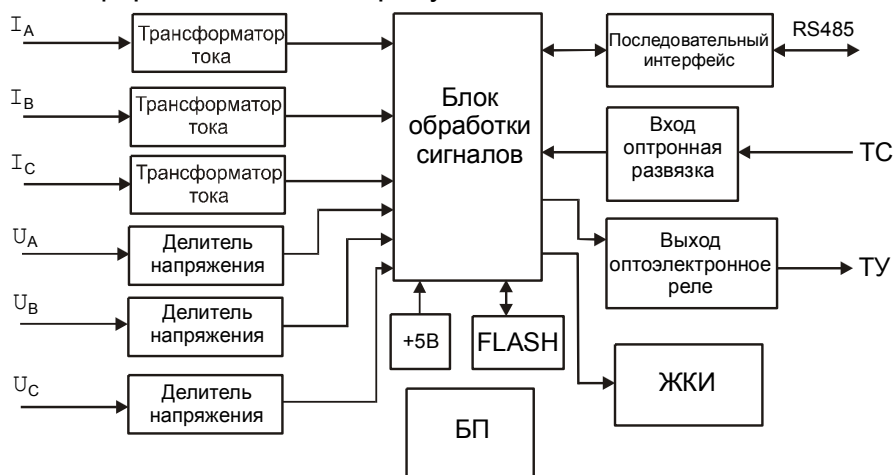 I_A
Трансформатор
тока
I_B
Трансформатор
тока
I_C
Трансформатор
тока
U_A
Делитель
напряжения
U_B
Делитель
напряжения
U_C
Делитель
напряжения
Блок
обработки
сигналов
+5В
FLASH
БП
Последовательный
интерфейс
RS485
Вход
оптронная
развязка
ТС
Выход
оптоэлектронное
реле
ТУ
ЖКИ